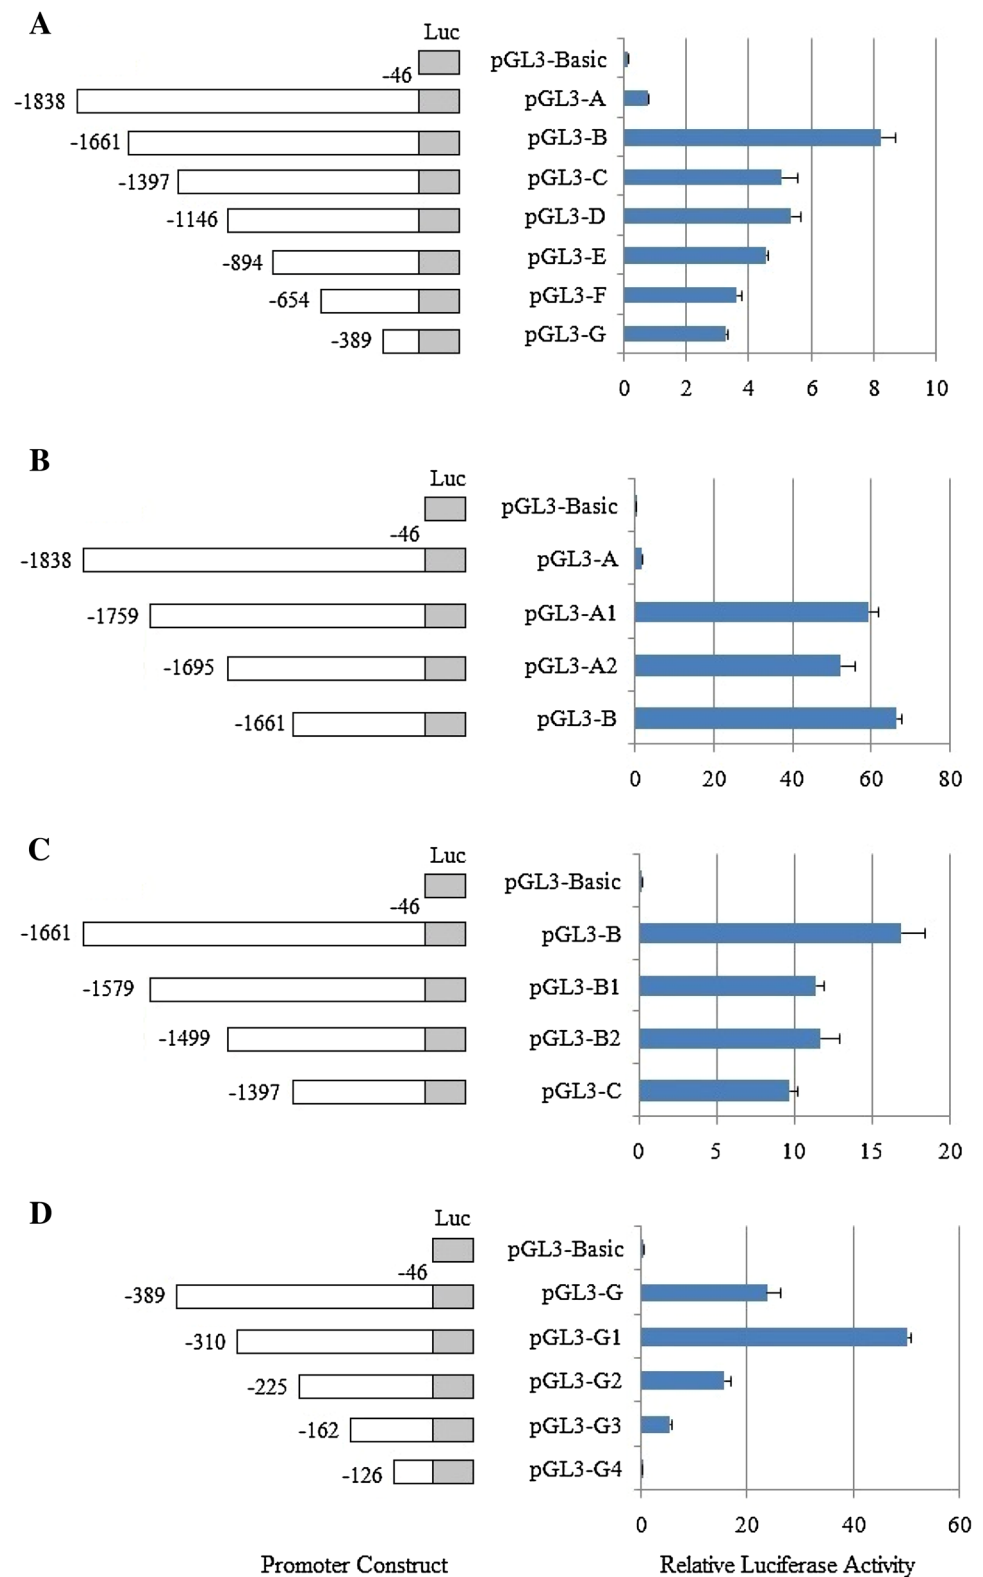 A
Luc
-46
pGL3-Basic
-1838
pGL3-A
-1661
pGL3-B
-1397
pGL3-C
-1146
pGL3-D
-894
pGL3-E
-654
pGL3-F
-389
pGL3-G
0 2 4 6 8 10
B
Luc
-46
pGL3-Basic
-1838
pGL3-A
-1759
pGL3-A1
-1695
pGL3-A2
-1661
pGL3-B
0 20 40 60 80
C
Luc
-46
pGL3-Basic
-1661
pGL3-B
-1579
pGL3-B1
-1499
pGL3-B2
-1397
pGL3-C
0 5 10 15 20
D
Luc
-46
pGL3-Basic
-389
pGL3-G
-310
pGL3-G1
-225
pGL3-G2
-162
pGL3-G3
-126
pGL3-G4
0 20 40 60
Promoter Construct
Relative Luciferase Activity